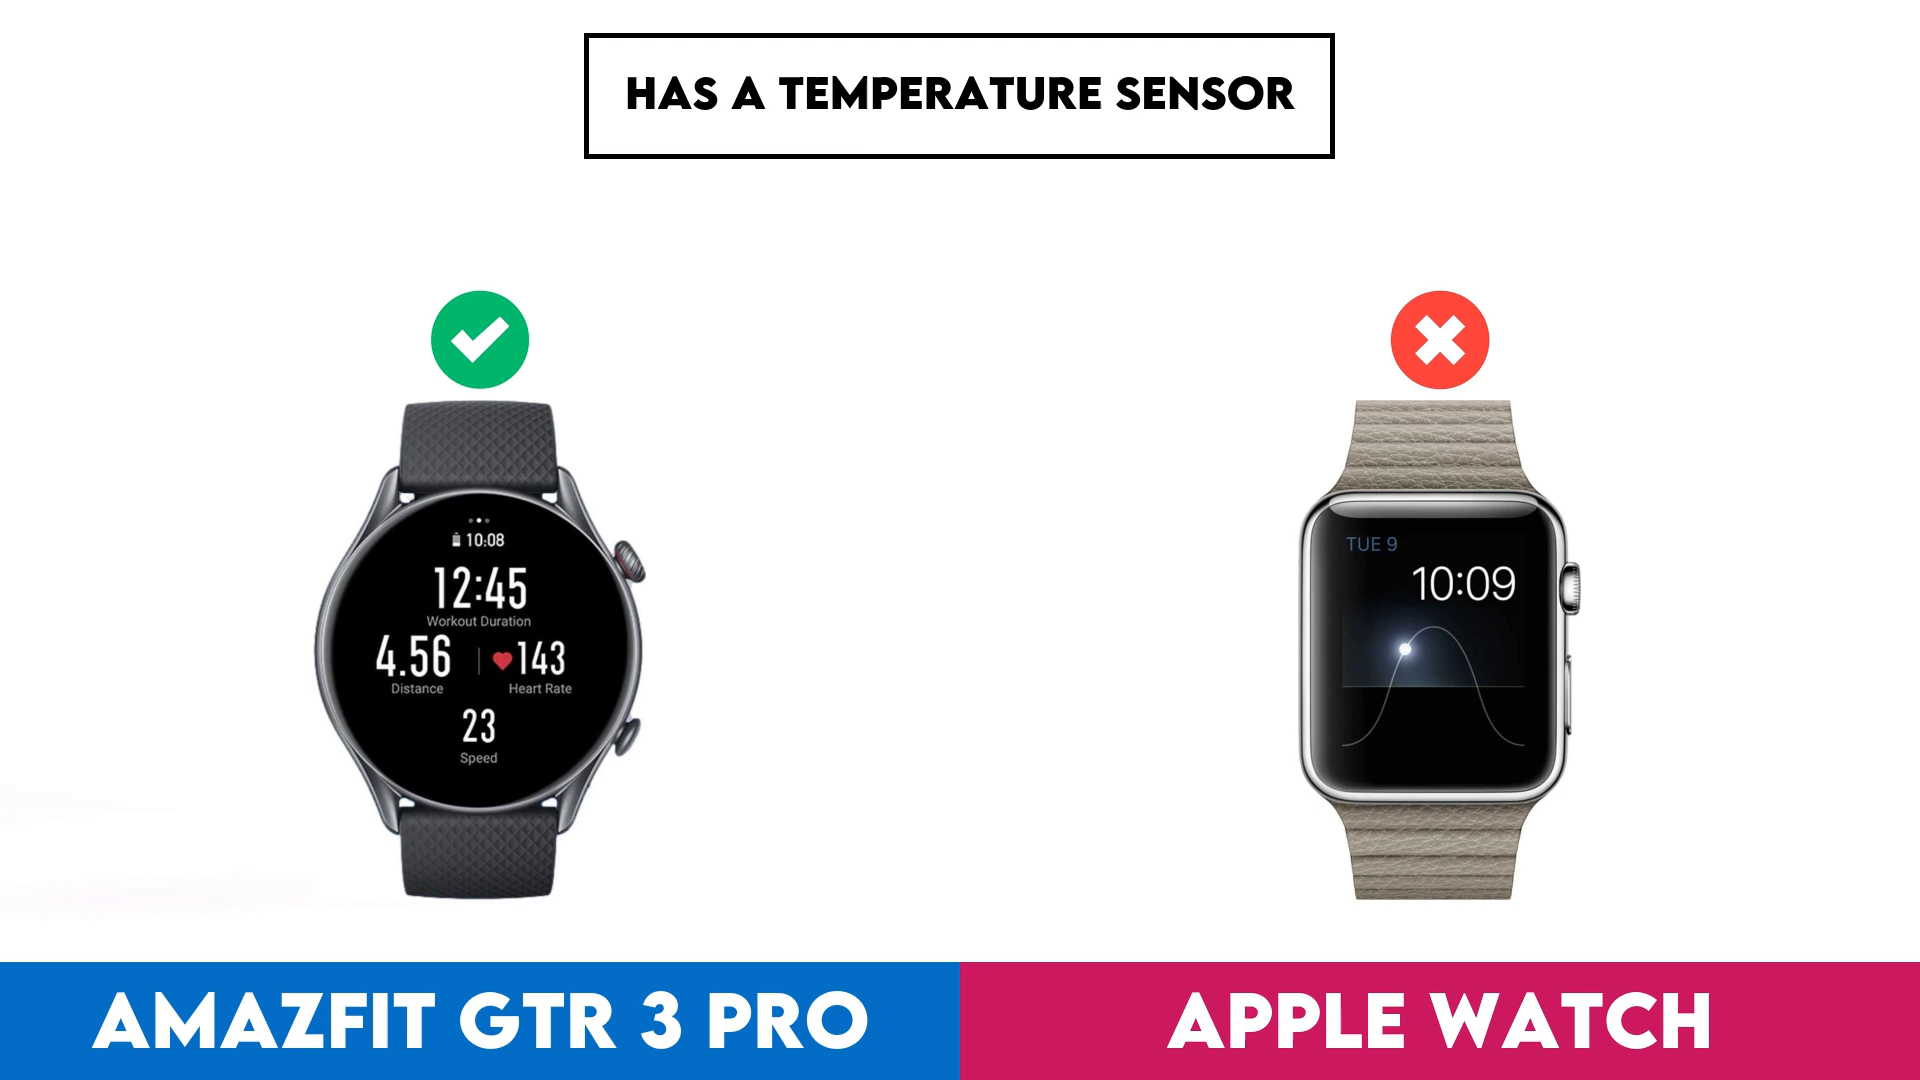 HAS A TEMPERATURE SENSOR
10:08
12:45
Workout Duration
4.56
143
Distance
Heart Rate
23
Speed
TUE 9
10:09
AMAZFIT GTR 3 PRO
APPLE WATCH